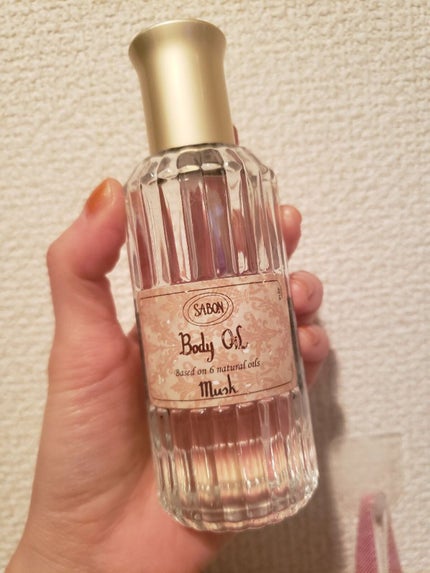 SABON
Body Oil
Based on 6 natural oils
Musk